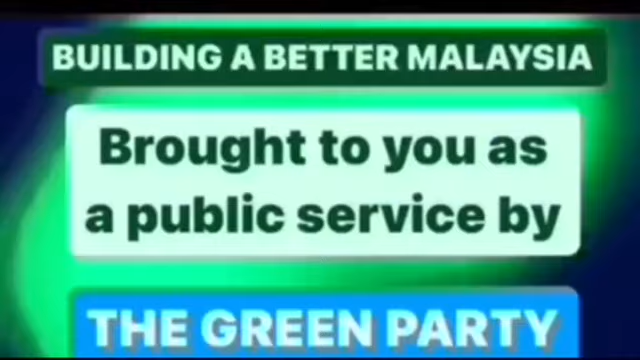 BUILDING A BETTER MALAYSIA
Brought to you as
a public service by
THE GREEN PARTY